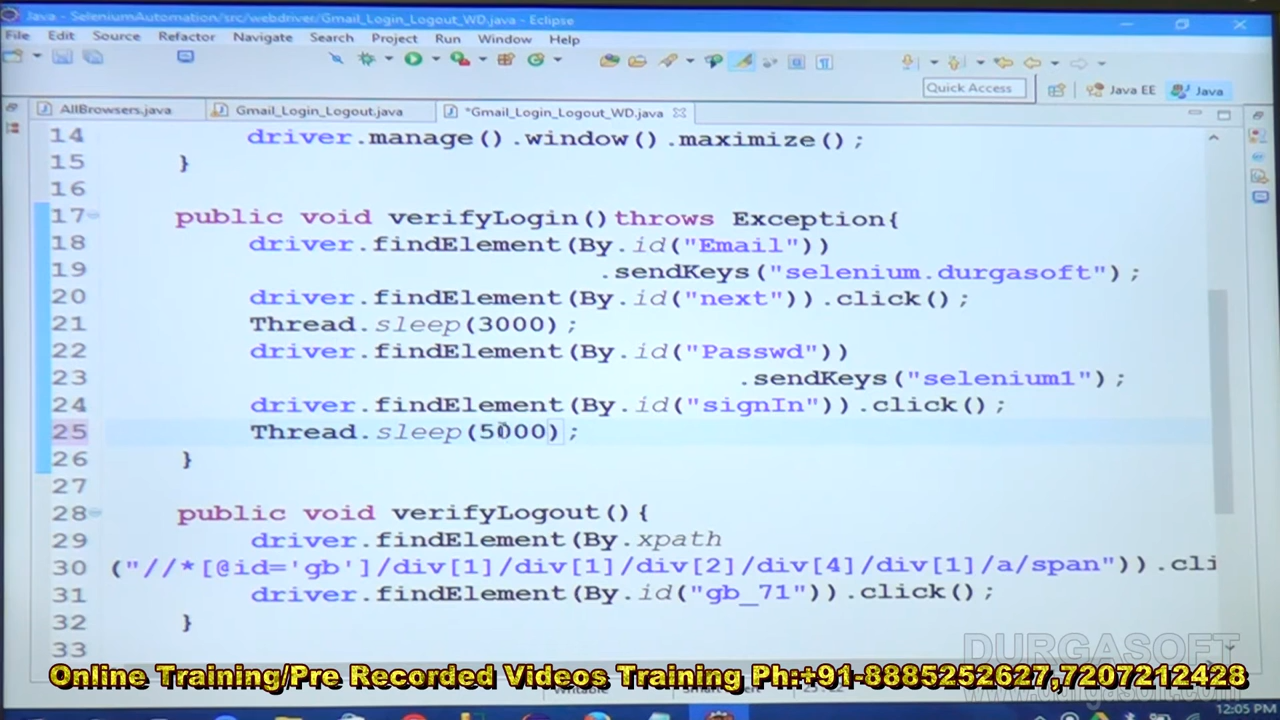 Java - SeleniumAutomation/src/webdriver/Gmail_Login_Logout_WD.java - Eclipse
File Edit Source Refactor Navigate Search Project Run Window Help
Quick Access Java EE Java
AllBrowsers.java Gmail_Login_Logout.java *Gmail_Login_Logout_WD.java
14 driver.manage().window().maximize();
15 }
16
17 public void verifyLogin()throws Exception{
18 driver.findElement(By.id("Email"))
19 .sendKeys("selenium.durgasoft");
20 driver.findElement(By.id("next")).click();
21 Thread.sleep(3000);
22 driver.findElement(By.id("Passwd"))
23 .sendKeys("selenium1");
24 driver.findElement(By.id("signIn")).click();
25 Thread.sleep(5000);
26 }
27
28 public void verifyLogout(){
29 driver.findElement(By.xpath
30 ("//*[@id='gb']/div[1]/div[1]/div[2]/div[4]/div[1]/a/span")).cli
31 driver.findElement(By.id("gb_71")).click();
32 }
33
DURGASOFT
Online Training/Pre Recorded Videos Training Ph:+91-8885252627,7207212428
12:05 PM